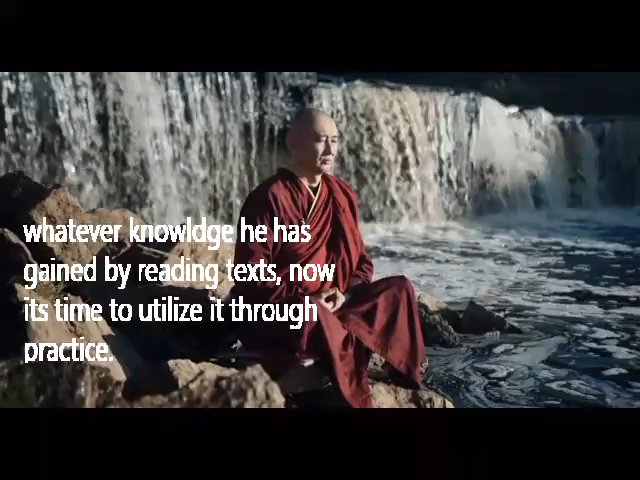 whatever knowldge he has
gained by reading texts, now
its time to utilize it through
practice.